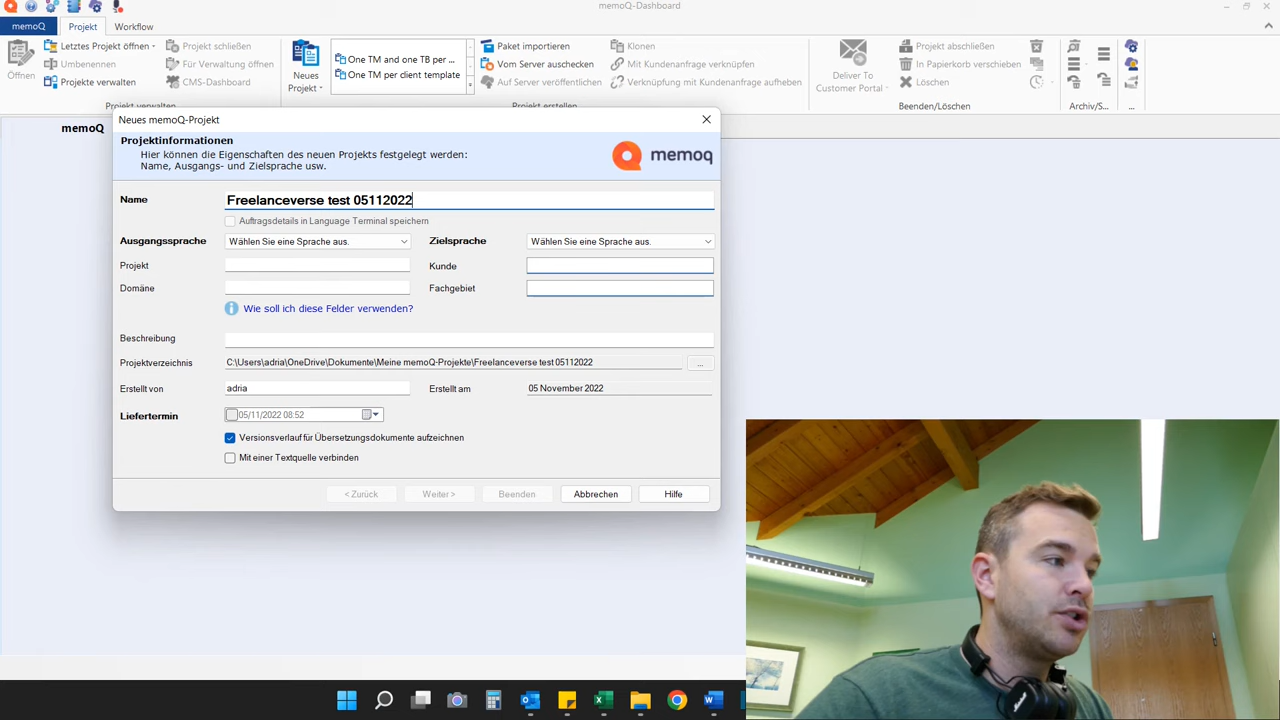 memoQ-Dashboard
memoQ
Projekt
Workflow
Öffnen
Letztes Projekt öffnen
Umbenennen
Projekte verwalten
Projekt schließen
Für Verwaltung öffnen
CMS-Dashboard
Projekt verwalten
Neues
Projekt
One TM and one TB per ...
One TM per client template
Paket importieren
Vom Server auschecken
Auf Server veröffentlichen
Klonen
Mit Kundenanfrage verknüpfen
Verknüpfung mit Kundenanfrage aufheben
Projekt erstellen
Deliver To
Customer Portal
Projekt abschließen
In Papierkorb verschieben
Löschen
Beenden/Löschen
Archiv/S...
...
memoQ
Neues memoQ-Projekt
Projektinformationen
Hier können die Eigenschaften des neuen Projekts festgelegt werden:
Name, Ausgangs- und Zielsprache usw.
memoq
Name Freelanceverse test 05112022
Auftragsdetails in Language Terminal speichern
Ausgangssprache Wählen Sie eine Sprache aus. Zielsprache Wählen Sie eine Sprache aus.
Projekt Kunde
Domäne Fachgebiet
Wie soll ich diese Felder verwenden?
Beschreibung
Projektverzeichnis C:\Users\adria\OneDrive\Dokumente\Meine memoQ-Projekte\Freelanceverse test 05112022 ...
Erstellt von adria Erstellt am 05 November 2022
Liefertermin 05/11/2022 08:52
Versionsverlauf für Übersetzungsdokumente aufzeichnen
Mit einer Textquelle verbinden
< Zurück Weiter > Beenden Abbrechen Hilfe